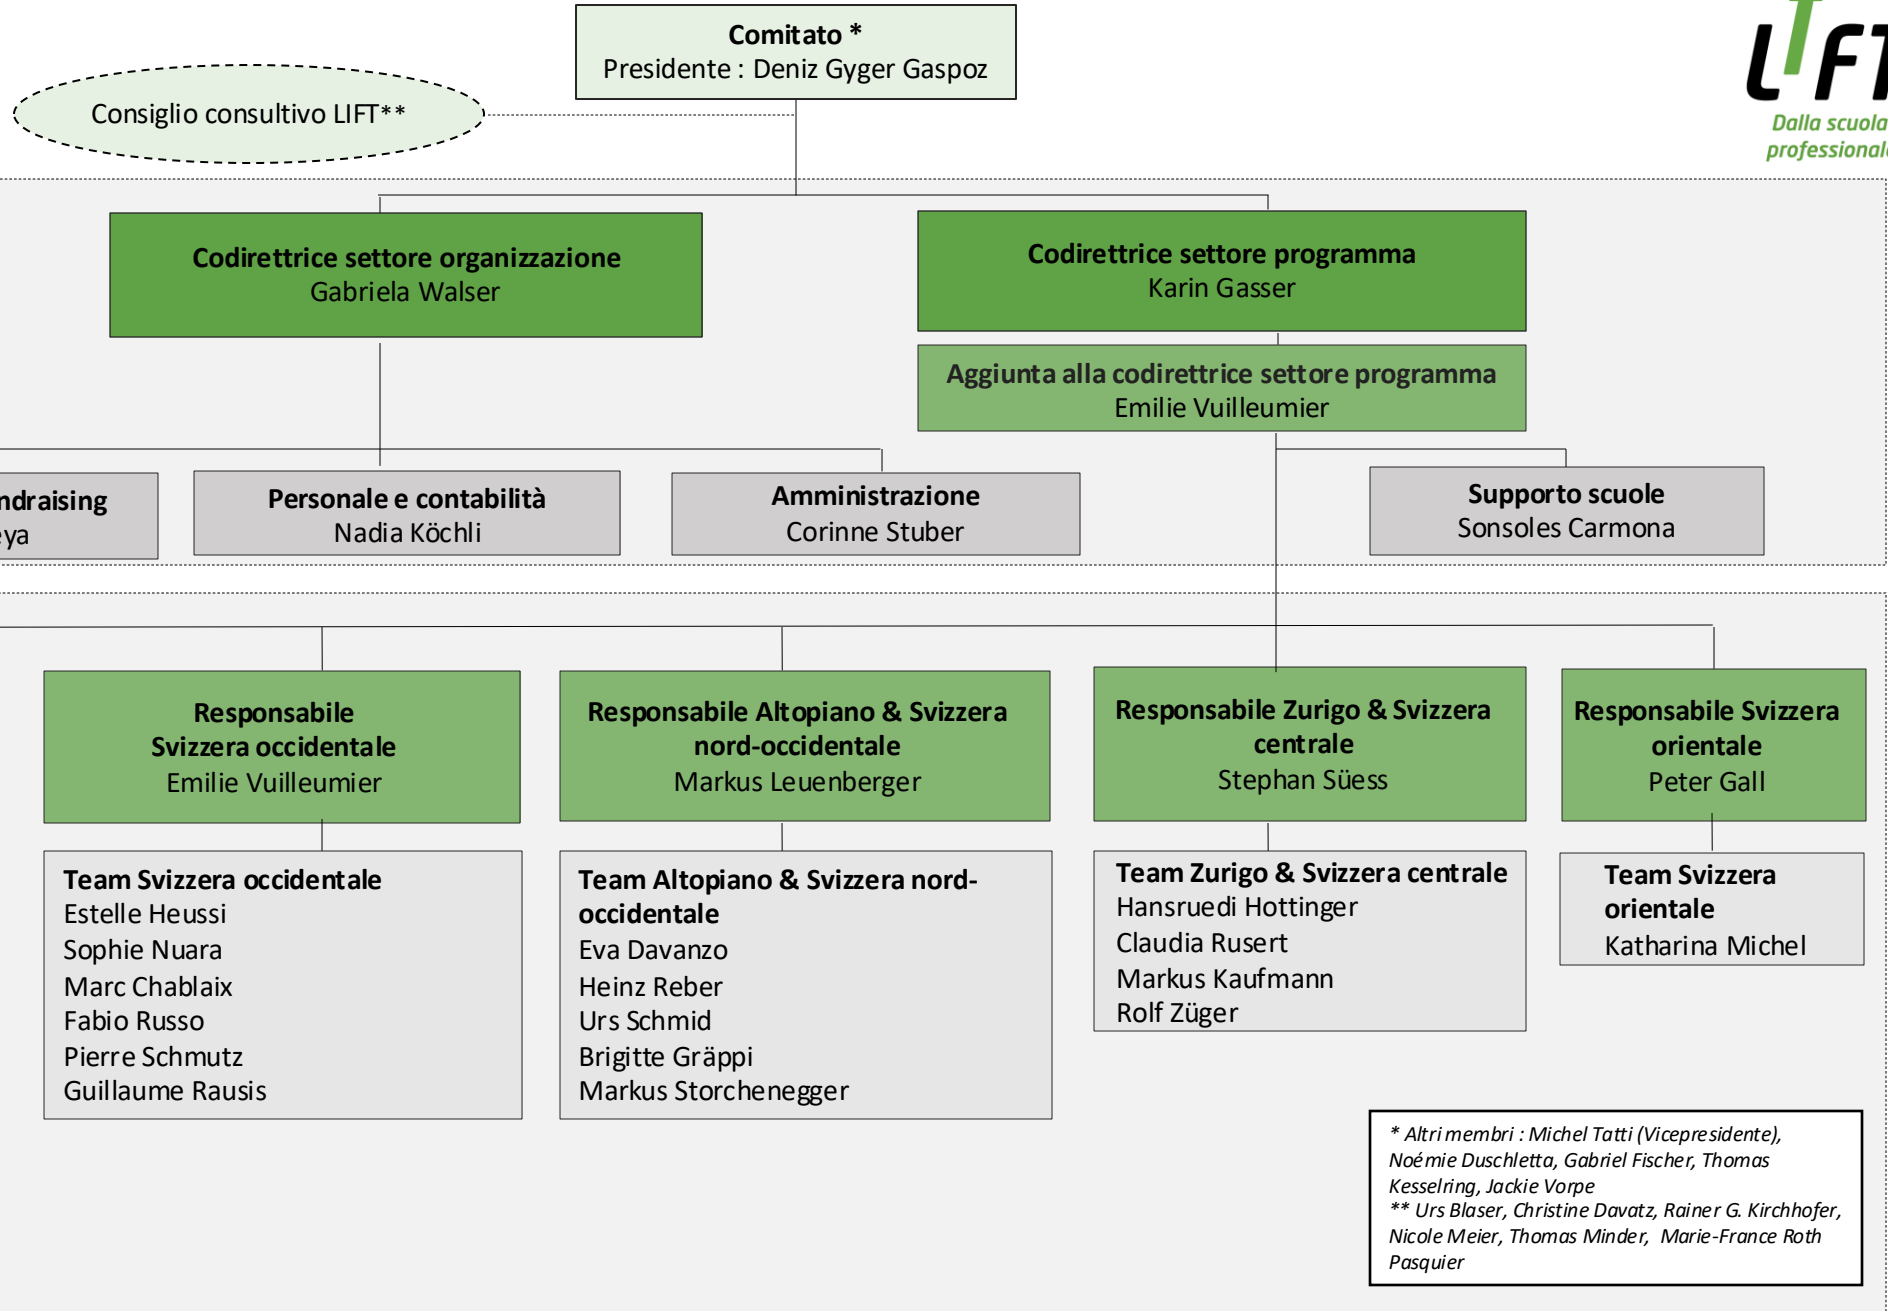 Comitato *
Presidente : Deniz Gyger Gaspoz
Consiglio consultivo LIFT**
LIFT
Dalla scuola
professionale
Codirettrice settore organizzazione
Gabriela Walser
Codirettrice settore programma
Karin Gasser
Aggiunta alla codirettrice settore programma
Emilie Vuilleumier
Personale e contabilità
Nadia Köchli
Amministrazione
Corinne Stuber
Supporto scuole
Sonsoles Carmona
Responsabile
Svizzera occidentale
Emilie Vuilleumier
Responsabile Altopiano & Svizzera
nord-occidentale
Markus Leuenberger
Responsabile Zurigo & Svizzera
centrale
Stephan Süess
Responsabile Svizzera
orientale
Peter Gall
Team Svizzera occidentale
Estelle Heussi
Sophie Nuara
Marc Chablaix
Fabio Russo
Pierre Schmutz
Guillaume Rausis
Team Altopiano & Svizzera nord-
occidentale
Eva Davanzo
Heinz Reber
Urs Schmid
Brigitte Gräppi
Markus Storchenegger
Team Zurigo & Svizzera centrale
Hansruedi Hottinger
Claudia Rusert
Markus Kaufmann
Rolf Züger
Team Svizzera
orientale
Katharina Michel
* Altri membri : Michel Tatti (Vicepresidente),
Noémie Duschletta, Gabriel Fischer, Thomas
Kesselring, Jackie Vorpe
** Urs Blaser, Christine Davatz, Rainer G. Kirchhofer,
Nicole Meier, Thomas Minder, Marie-France Roth
Pasquier